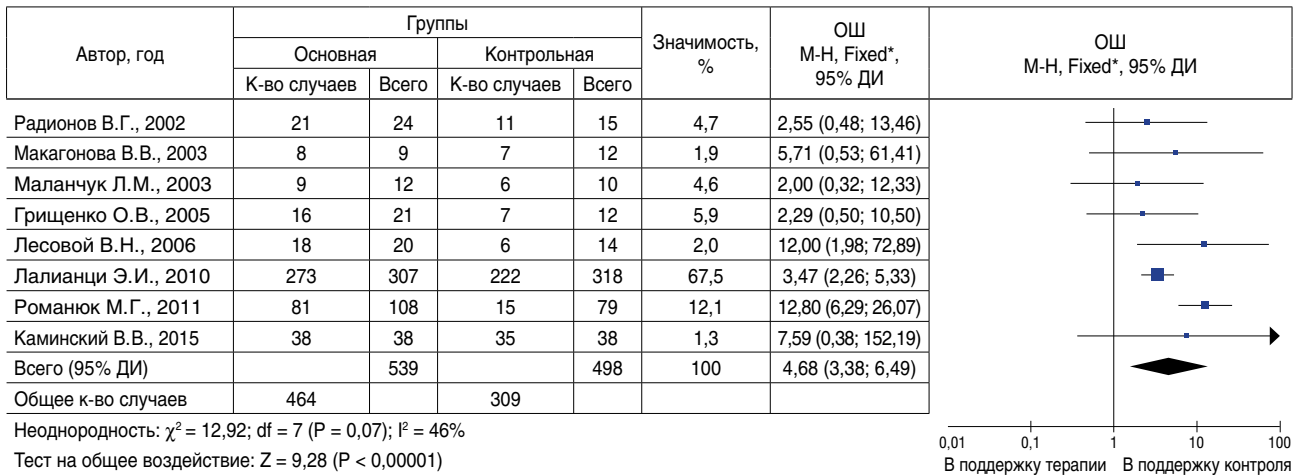 Автор, год Группы Значимость, % ОШ M-H, Fixed*, 95% ДИ ОШ M-H, Fixed*, 95% ДИ
Основная Контрольная
К-во случаев Всего К-во случаев Всего
Радионов В.Г., 2002 21 24 11 15 4,7 2,55 (0,48; 13,46)
Макагонова В.В., 2003 8 9 7 12 1,9 5,71 (0,53; 61,41)
Маланчук Л.М., 2003 9 12 6 10 4,6 2,00 (0,32; 12,33)
Грищенко О.В., 2005 16 21 7 12 5,9 2,29 (0,50; 10,50)
Лесовой В.Н., 2006 18 20 6 14 2,0 12,00 (1,98; 72,89)
Лалианци Э.И., 2010 273 307 222 318 67,5 3,47 (2,26; 5,33)
Романюк М.Г., 2011 81 108 15 79 12,1 12,80 (6,29; 26,07)
Каминский В.В., 2015 38 38 35 38 1,3 7,59 (0,38; 152,19)
Всего (95% ДИ) 539 498 100 4,68 (3,38; 6,49)
Общее к-во случаев 464 309
Неоднородность: χ² = 12,92; df = 7 (P = 0,07); I² = 46%
Тест на общее воздействие: Z = 9,28 (P < 0,00001)
0,01 0,1 1 10 100
В поддержку терапии В поддержку контроля